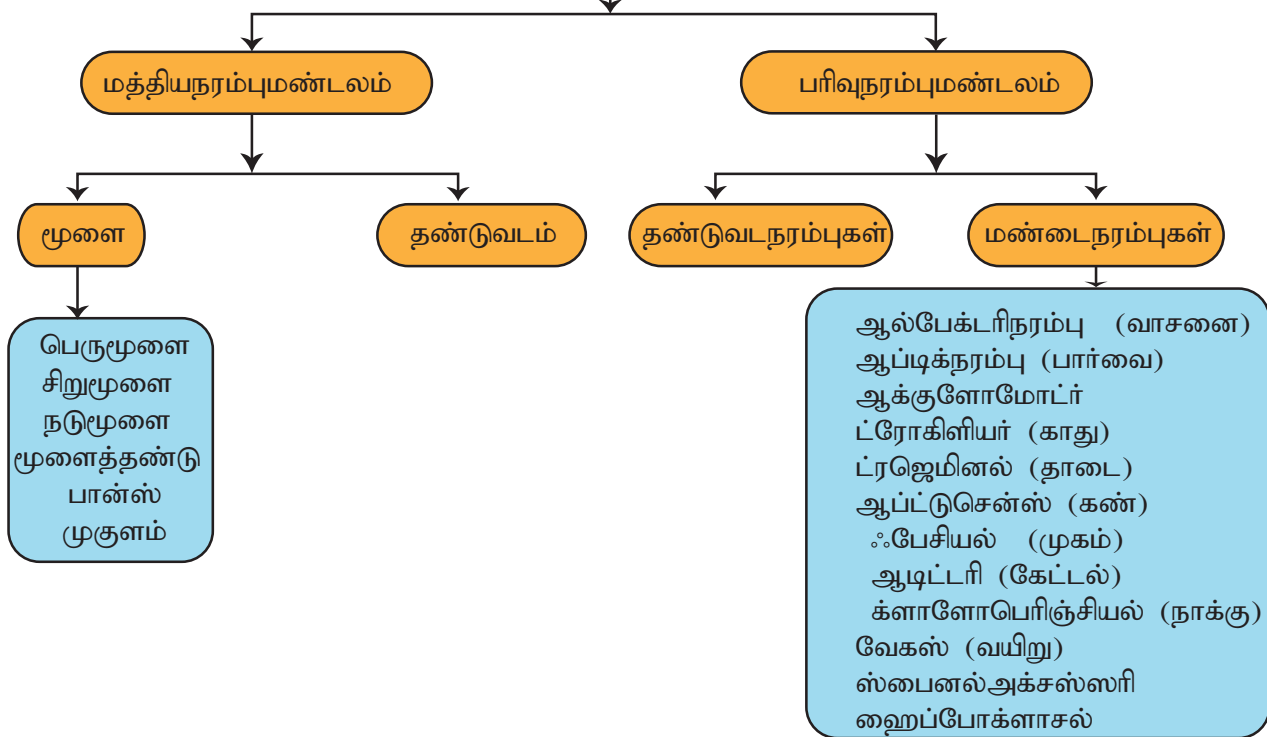 மத்தியநரம்புமண்டலம்
பரிவுநரம்புமண்டலம்
மூளை
தண்டுவடம்
தண்டுவடநரம்புகள்
மண்டைநரம்புகள்
பெருமூளை
சிறுமூளை
நடுமூளை
மூளைத்தண்டு
பான்ஸ்
முகுளம்
ஆல்பேக்டரிநரம்பு (வாசனை)
ஆப்டிக்நரம்பு (பார்வை)
ஆக்குளோமோட்ர்
ட்ரோகிளியர் (காது)
ட்ரஜெமினல் (தாடை)
ஆப்ட்டுசென்ஸ் (கண்)
ஃபேசியல் (முகம்)
ஆடிட்டரி (கேட்டல்)
க்ளாளோபெரிஞ்சியல் (நாக்கு)
வேகஸ் (வயிறு)
ஸ்பைனல்அக்சஸ்ஸரி
ஹைப்போக்ளாசல்